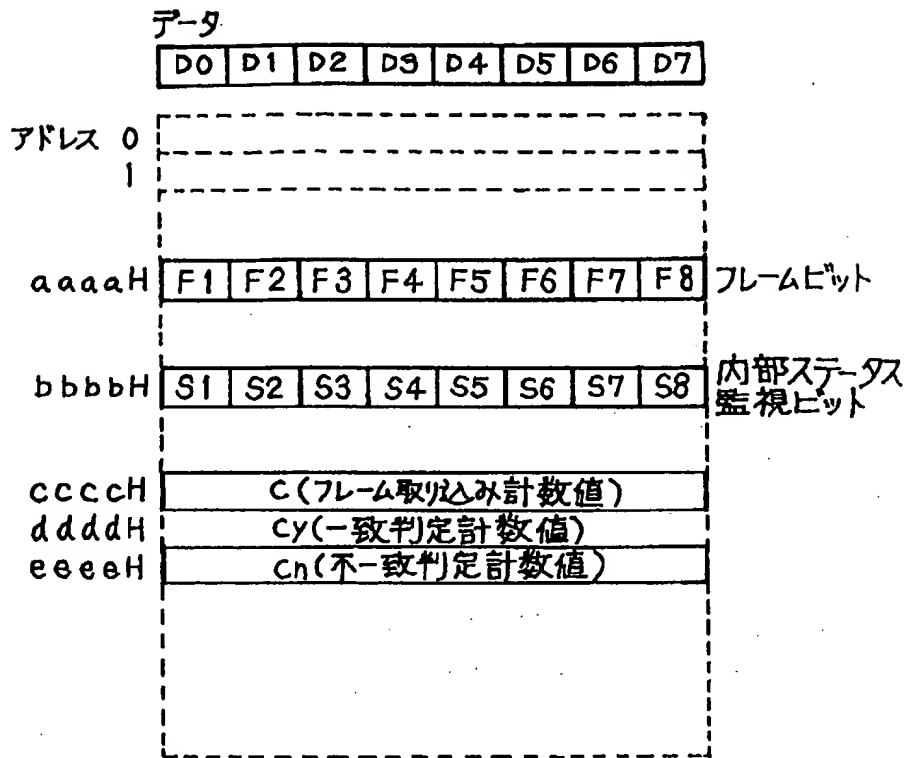 データ
D0 D1 D2 D3 D4 D5 D6 D7
アドレス 0
1
aaaaH F1 F2 F3 F4 F5 F6 F7 F8 フレームビット
bbbbH S1 S2 S3 S4 S5 S6 S7 S8 内部ステータス
監視ビット
ccccH C(フレーム取り込み計数値)
ddddH Cy(一致判定計数値)
eeeeH Cn(不一致判定計数値)